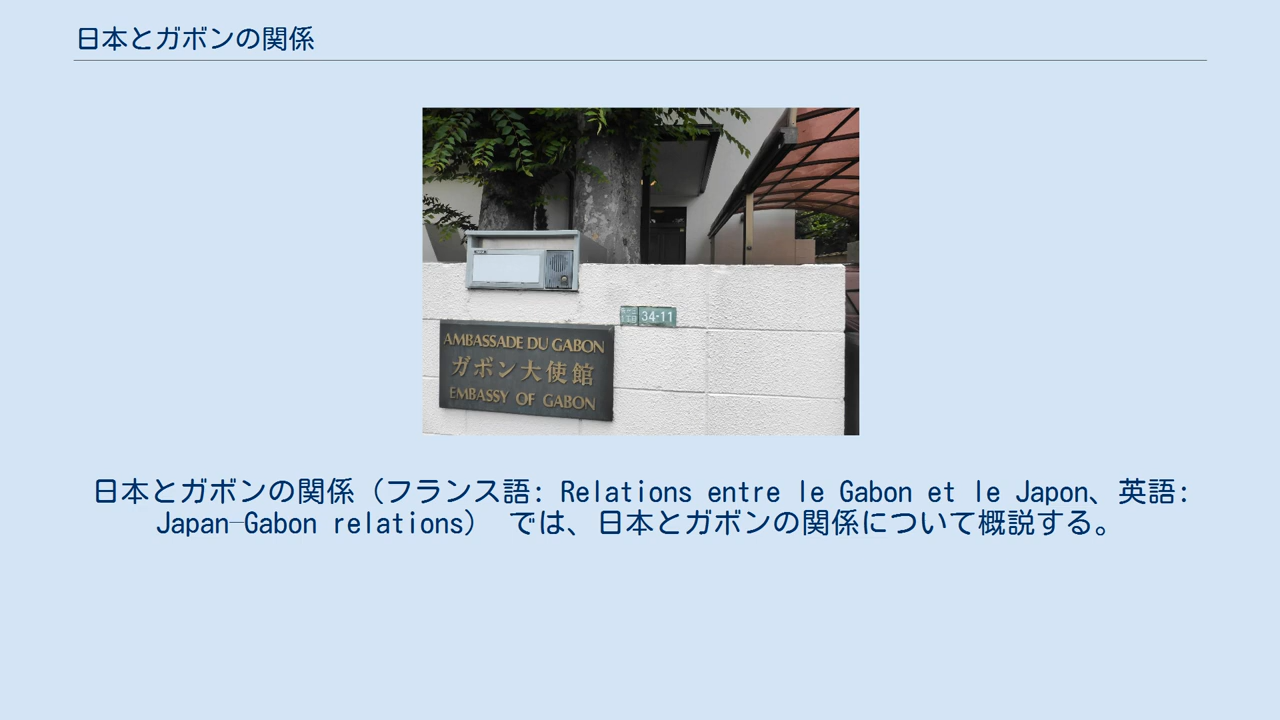 日本とガボンの関係
34-11
AMBASSADE DU GABON
ガボン大使館
EMBASSY OF GABON
日本とガボンの関係（フランス語: Relations entre le Gabon et le Japon、英語:
Japan–Gabon relations） では、日本とガボンの関係について概説する。